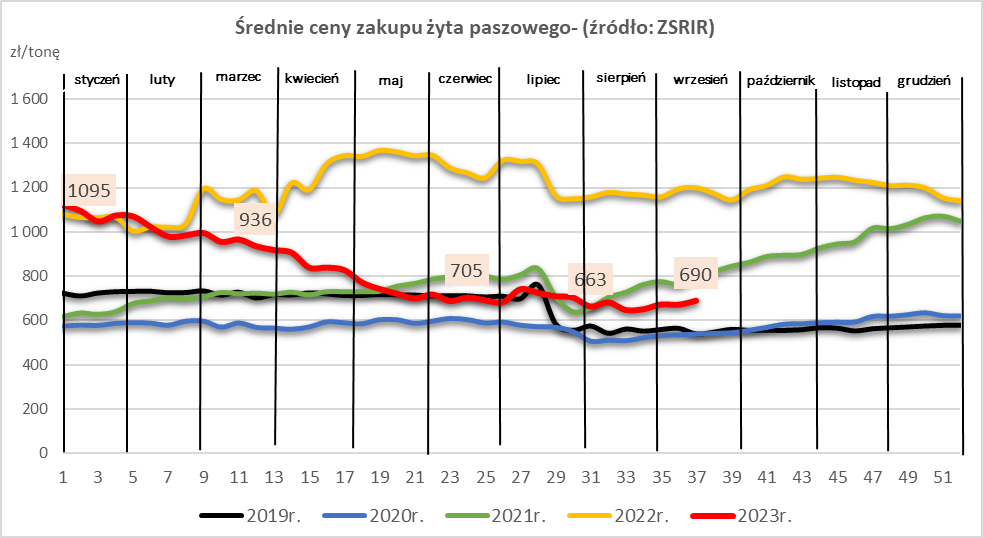 Średnie ceny zakupu żyta paszowego- (źródło: ZSRIR)
zł/tonę
styczeń luty marzec kwiecień maj czerwiec lipiec sierpień wrzesień październik listopad grudzień
1 600
1 400
1 200
1 000
800
600
400
200
0
1095
936
705
663
690
1 3 5 7 9 11 13 15 17 19 21 23 25 27 29 31 33 35 37 39 41 43 45 47 49 51
2019r. 2020r. 2021r. 2022r. 2023r.